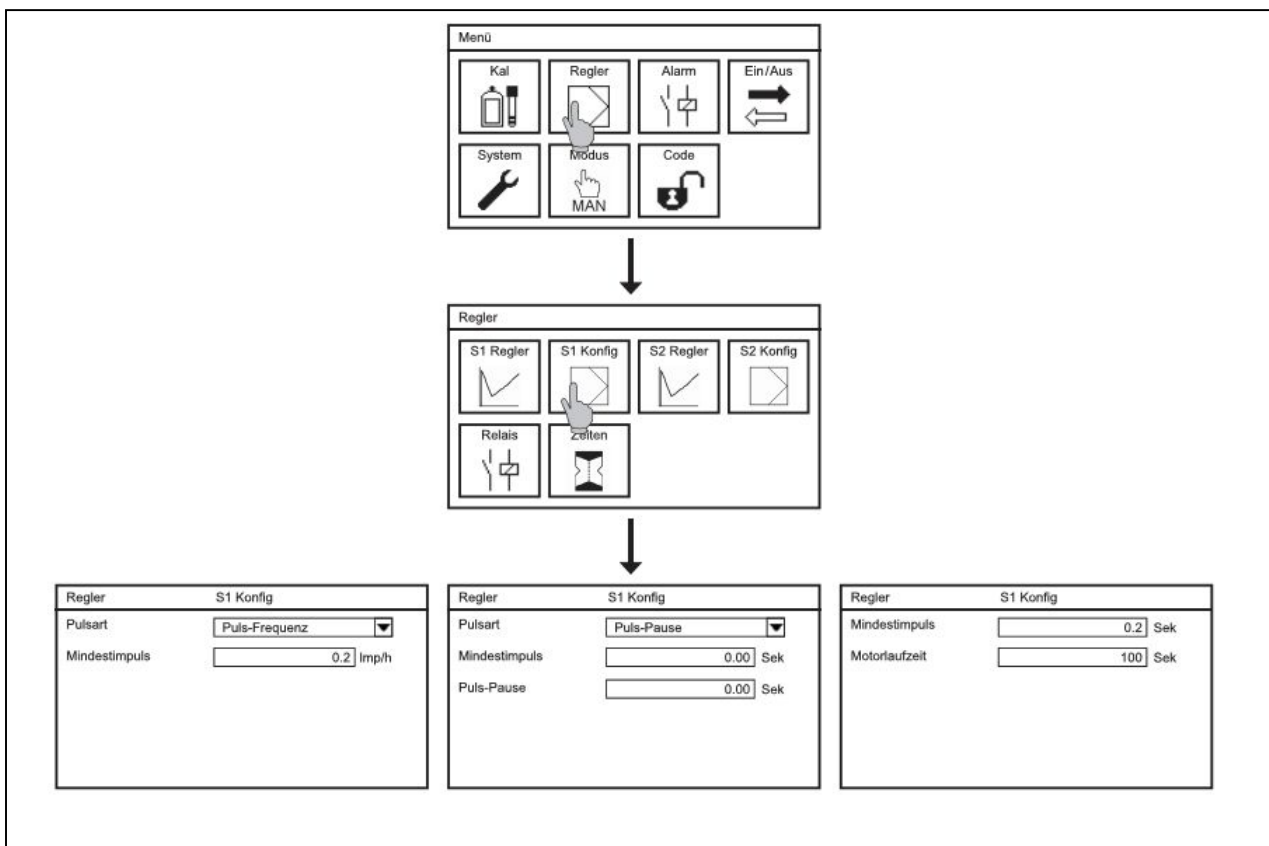 Menü
Kal Regler Alarm Ein/Aus
System Modus Code
MAN
Regler
S1 Regler S1 Konfig S2 Regler S2 Konfig
Relais Zeiten
Regler S1 Konfig
Pulsart Puls-Frequenz
Mindestimpuls 0.2 Imp/h
Regler S1 Konfig
Pulsart Puls-Pause
Mindestimpuls 0.00 Sek
Puls-Pause 0.00 Sek
Regler S1 Konfig
Mindestimpuls 0.2 Sek
Motorlaufzeit 100 Sek